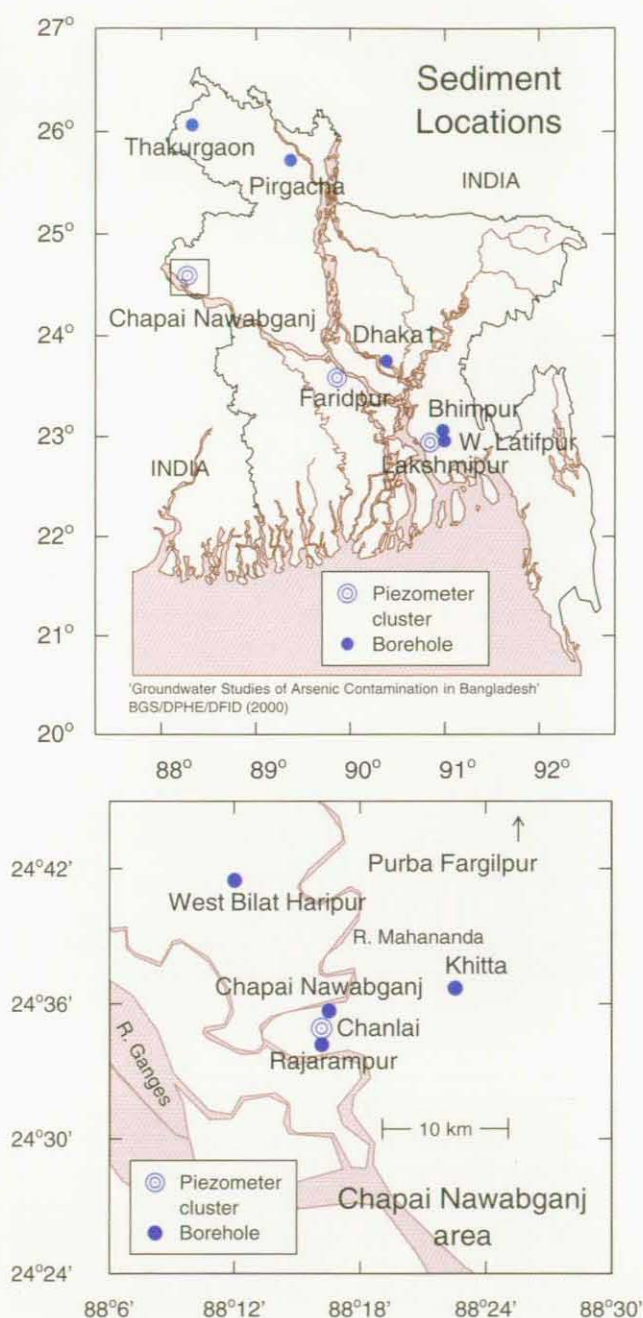 27°
Sediment
Locations
26°
Thakurgaon
Pirgacha
INDIA
25°
Chapai Nawabganj
24°
Dhaka1
Faridpur
Bhimpur
23°
W. Latifpur
Lakshmipur
INDIA
22°
Piezometer
cluster
21°
Borehole
'Groundwater Studies of Arsenic Contamination in Bangladesh'
BGS/DPHE/DFID (2000)
20°
88° 89° 90° 91° 92°
24°42'
Purba Fargilpur
West Bilat Haripur
R. Mahananda
Khitta
Chapai Nawabganj
24°36'
Chanlai
Rajarampur
R. Ganges
24°30'
10 km
Piezometer
cluster
Borehole
Chapai Nawabganj
area
24°24'
88°6' 88°12' 88°18' 88°24' 88°30'